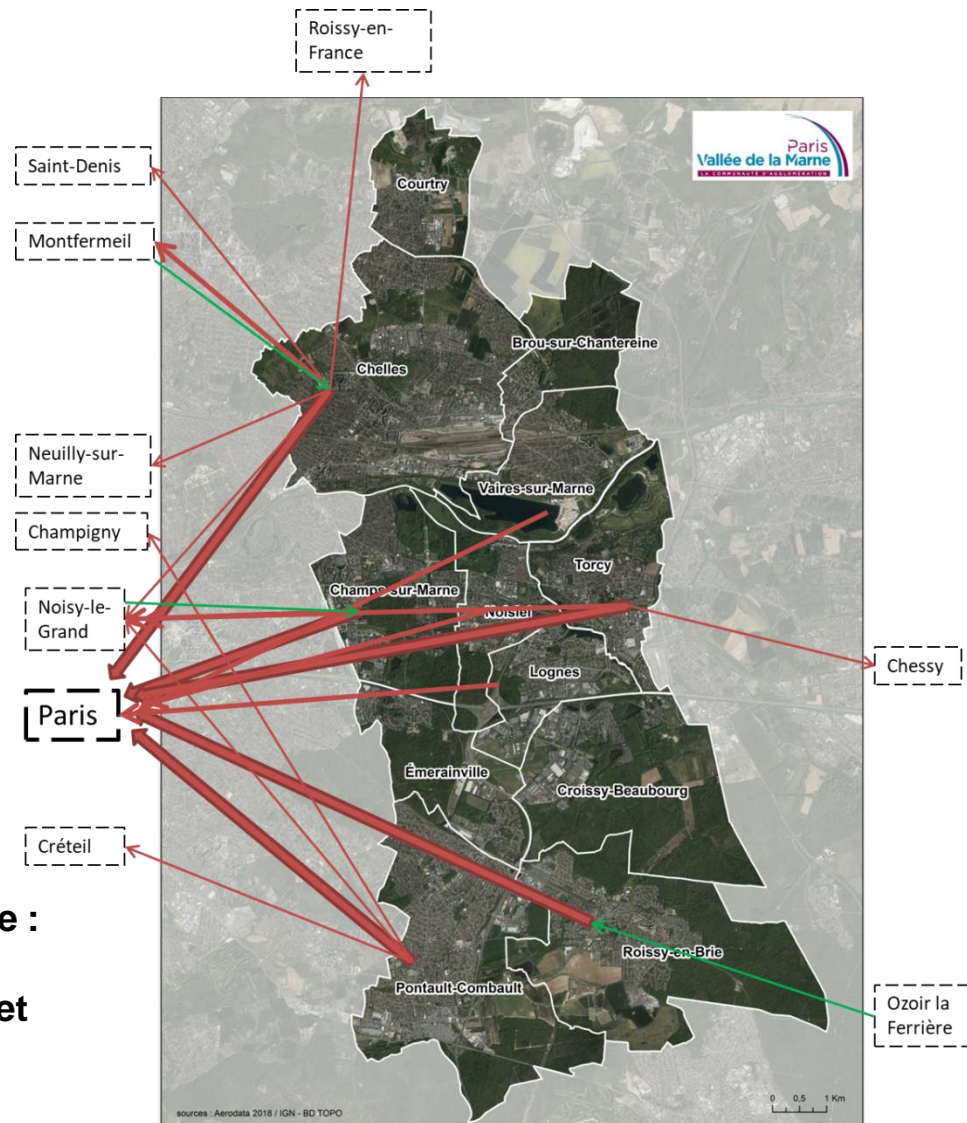 Roissy-en-
France
Paris
Vallée de la Marne
LA COMMUNAUTÉ D'AGGLOMÉRATION
Saint-Denis
Courtry
Montfermeil
Brou-sur-Chantereine
Chelles
Neuilly-sur-
Marne
Vaires-sur-Marne
Champigny
Torcy
Champs-sur-Marne
Noisy-le-
Grand
Noisiel
Lognes
Chessy
Paris
Émerainville
Croissy-Beaubourg
Créteil
e :
Roissy-en-Brie
Pontault-Combault
et
Ozoir la
Ferrière
sources : Aerodata 2018 / IGN - BD TOPO
0 0,5 1 Km